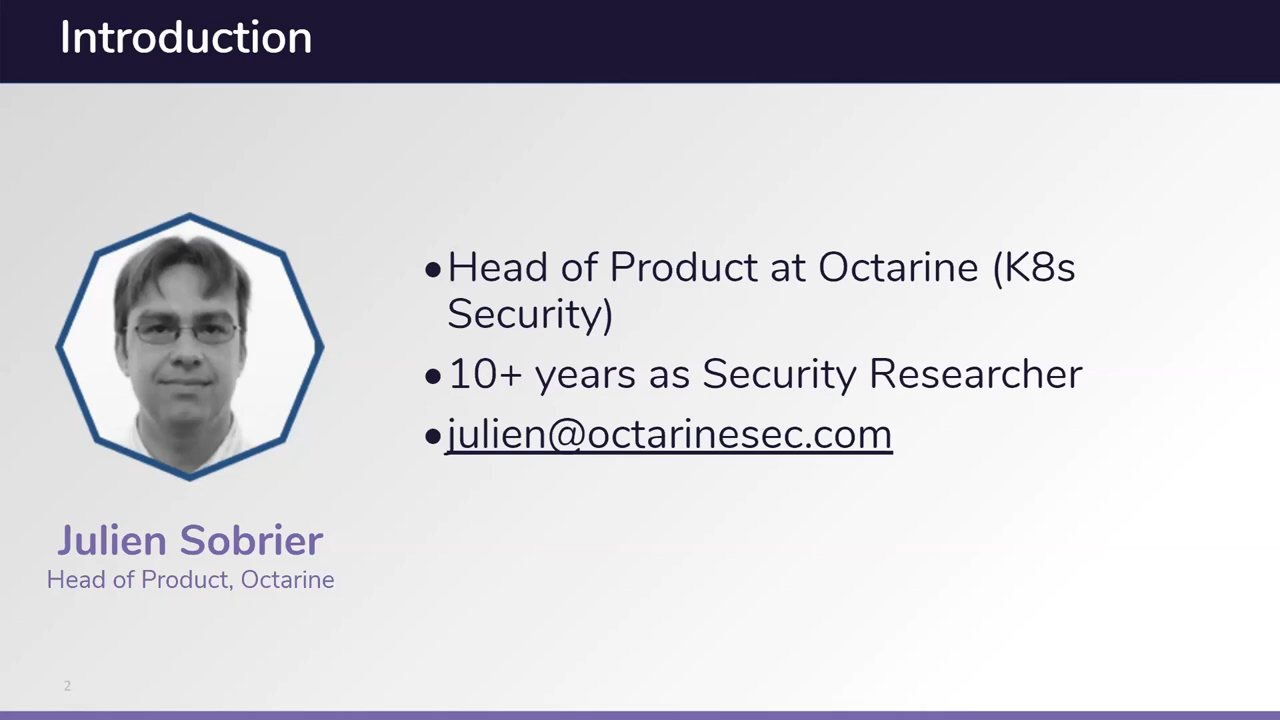 Introduction
•Head of Product at Octarine (K8s
Security)
•10+ years as Security Researcher
•julien@octarinesec.com
Julien Sobrier
Head of Product, Octarine
2